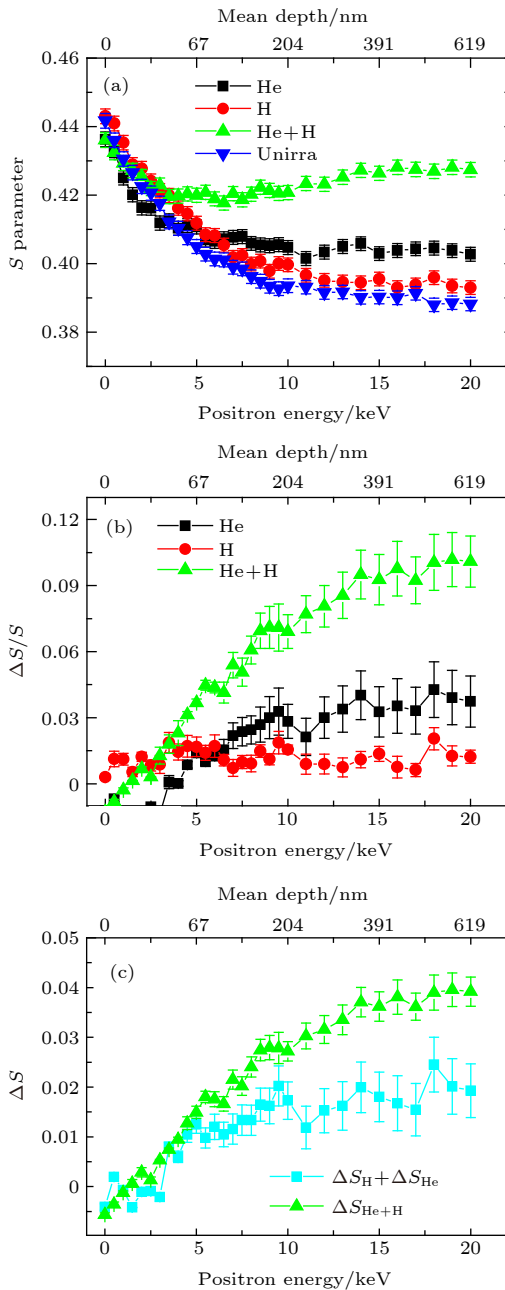 Mean depth/nm
0 67 204 391 619
0.46
(a)
He
H
He+H
Unirra
0.44
0.42
0.40
0.38
S parameter
0 5 10 15 20
Positron energy/keV
Mean depth/nm
0 67 204 391 619
0.12
(b)
He
H
He+H
0.09
0.06
0.03
0
ΔS/S
0 5 10 15 20
Positron energy/keV
Mean depth/nm
0 67 204 391 619
0.05
(c)
0.04
0.03
0.02
0.01
0
ΔS
ΔS_H+ΔS_He
ΔS_He+H
0 5 10 15 20
Positron energy/keV